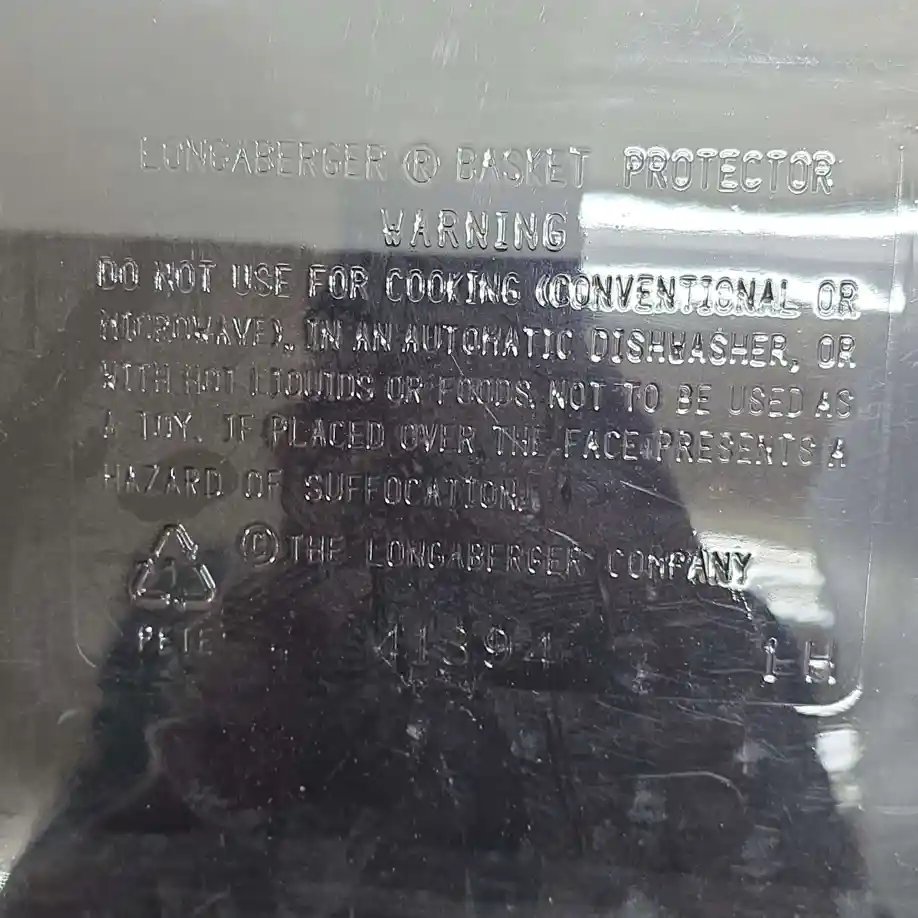 LONGABERGER ® BASKET PROTECTOR
WARNING
DO NOT USE FOR COOKING (CONVENTIONAL OR
MICROWAVE), IN AN AUTOMATIC DISHWASHER, OR
WITH HOT LIQUIDS OR FOODS. NOT TO BE USED AS
A TOY. IF PLACED OVER THE FACE PRESENTS A
HAZARD OF SUFFOCATION.
© THE LONGABERGER COMPANY
1
PETE
41394
1 H